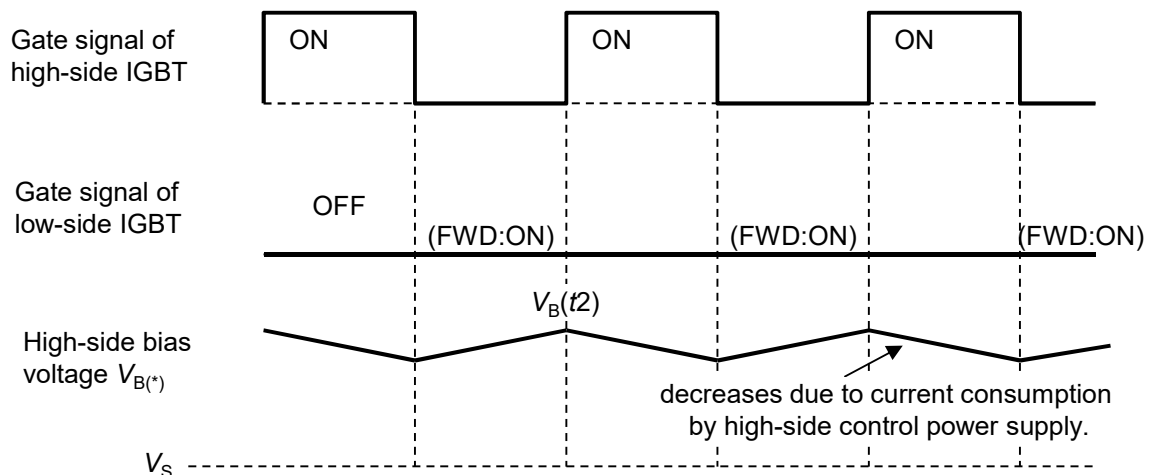 Gate signal of
high-side IGBT
ON
ON
ON
Gate signal of
low-side IGBT
OFF
(FWD:ON)
(FWD:ON)
(FWD:ON)
VB(t2)
High-side bias
voltage VB(*)
decreases due to current consumption
by high-side control power supply.
VS